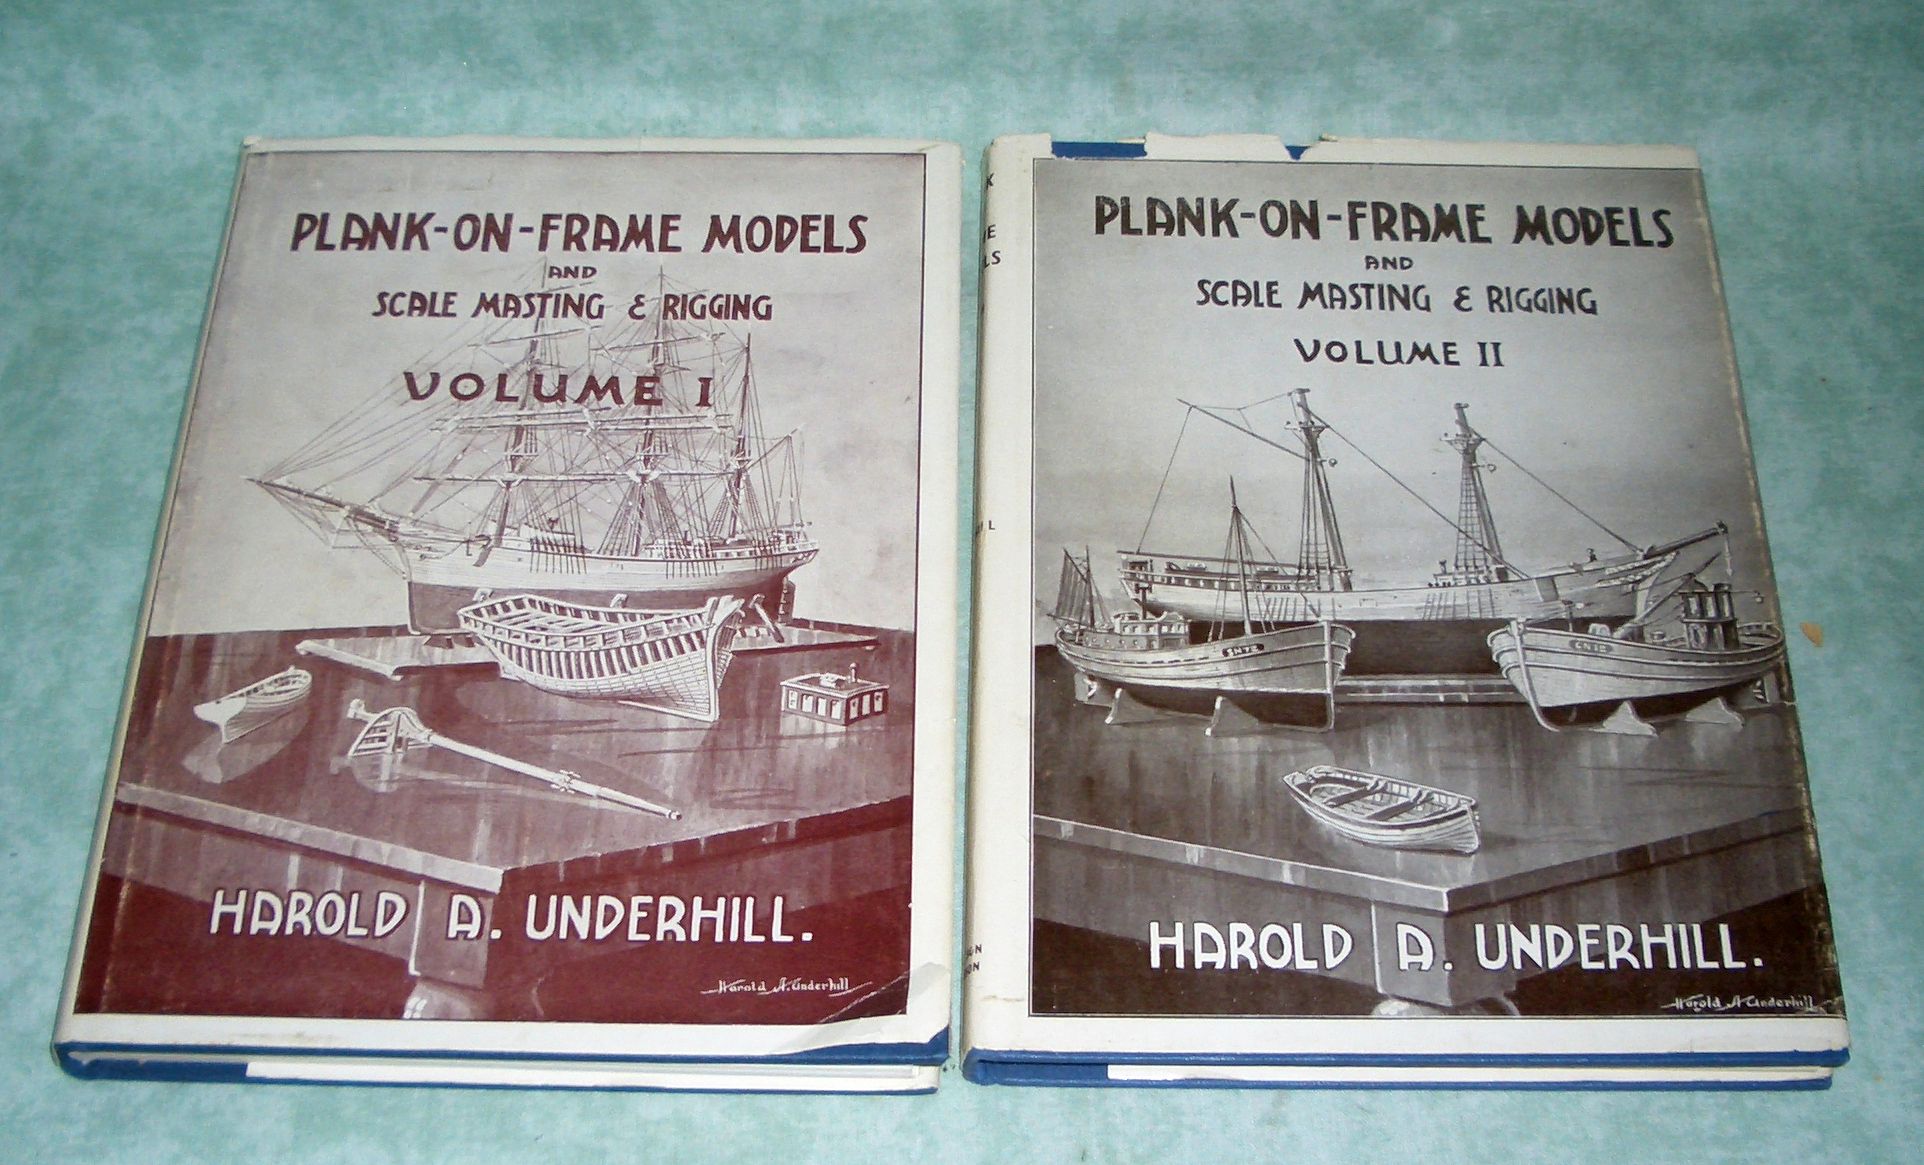 PLANK-ON-FRAME MODELS
AND
SCALE MASTING & RIGGING
VOLUME I
HAROLD A. UNDERHILL.
Harold A. Underhill
PLANK-ON-FRAME MODELS
AND
SCALE MASTING & RIGGING
VOLUME II
HAROLD A. UNDERHILL.
Harold A Underhill